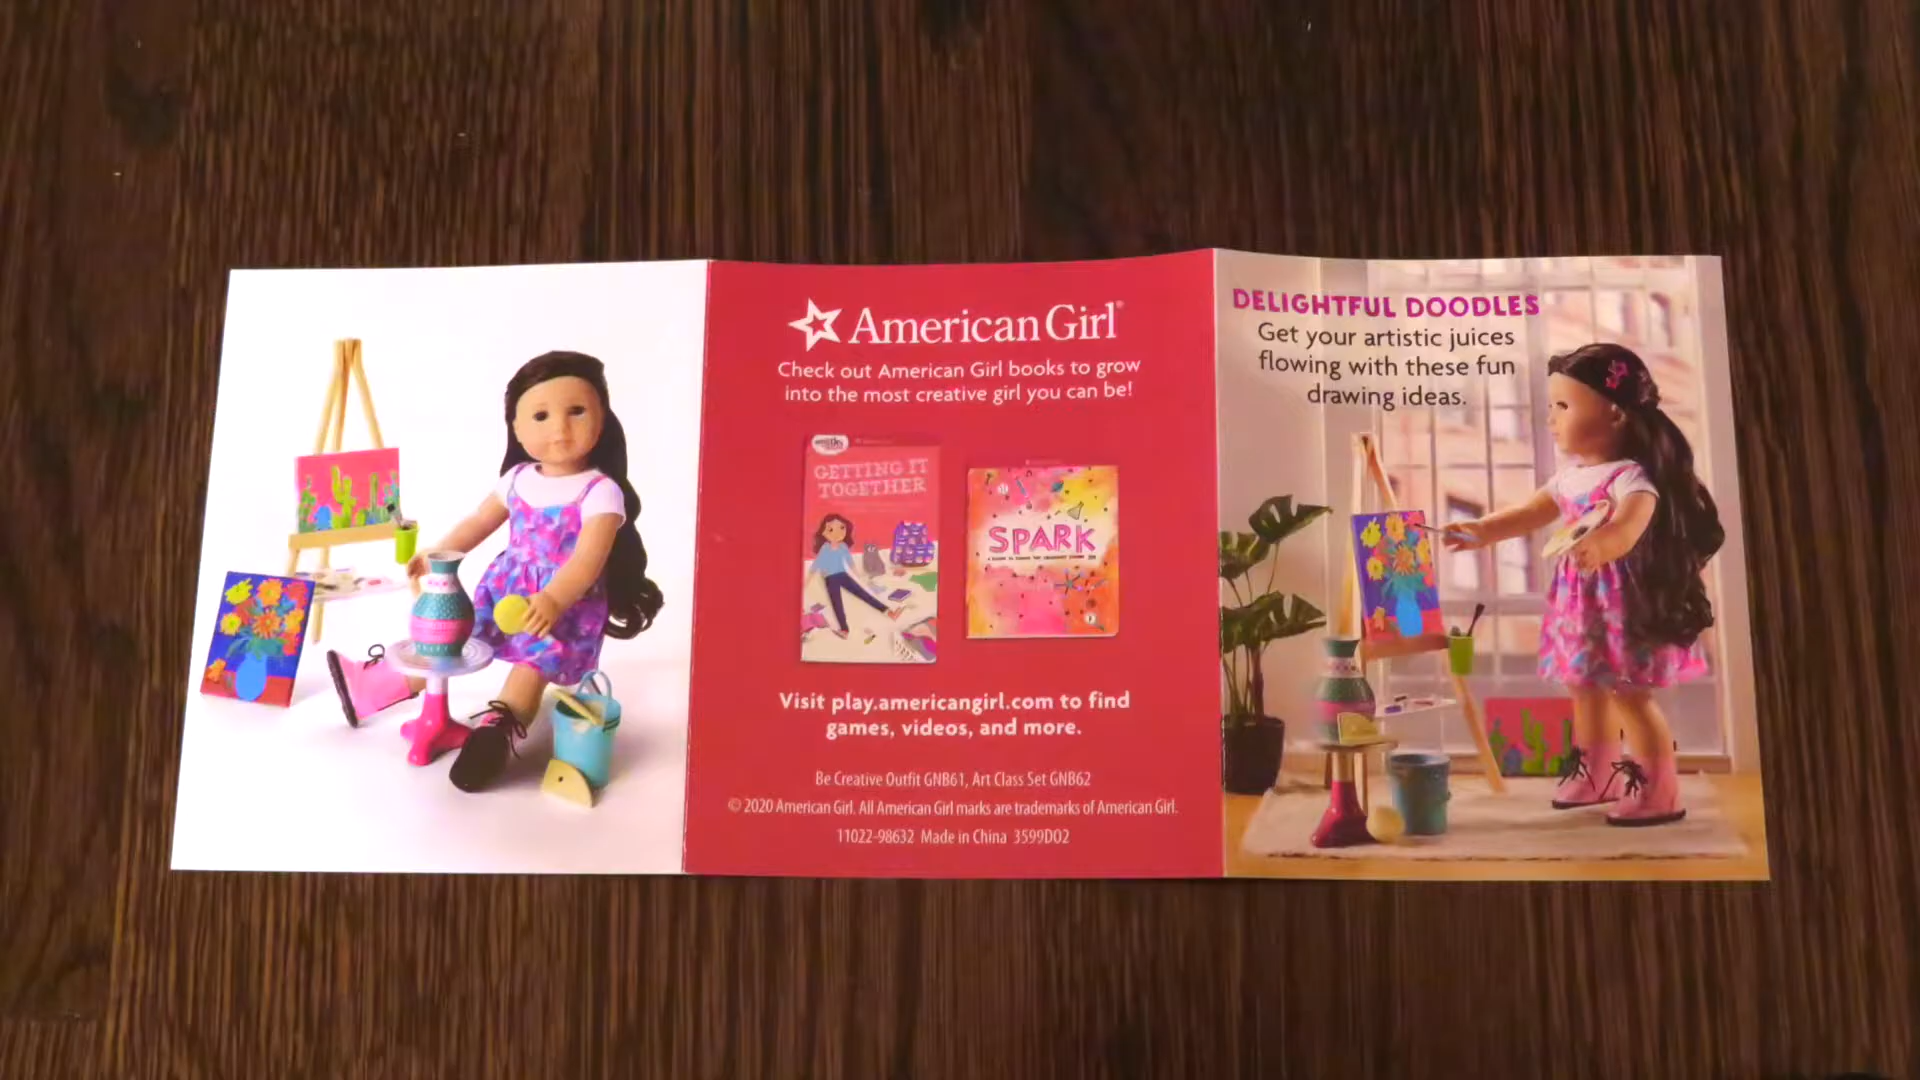 American Girl®
Check out American Girl books to grow
into the most creative girl you can be!
GETTING IT
TOGETHER
SPARK
Visit play.americangirl.com to find
games, videos, and more.
Be Creative Outfit GNB61, Art Class Set GNB62
© 2020 American Girl. All American Girl marks are trademarks of American Girl.
11022-98632 Made in China 3599D02
DELIGHTFUL DOODLES
Get your artistic juices
flowing with these fun
drawing ideas.